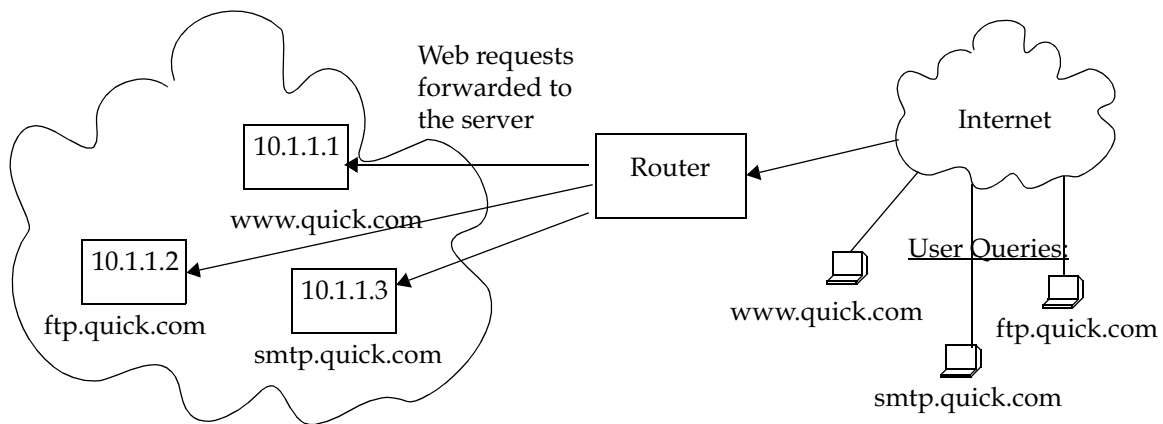 Web requests
forwarded to
the server
10.1.1.1
www.quick.com
10.1.1.2
ftp.quick.com
10.1.1.3
smtp.quick.com
Router
Internet
User Queries:
www.quick.com
ftp.quick.com
smtp.quick.com